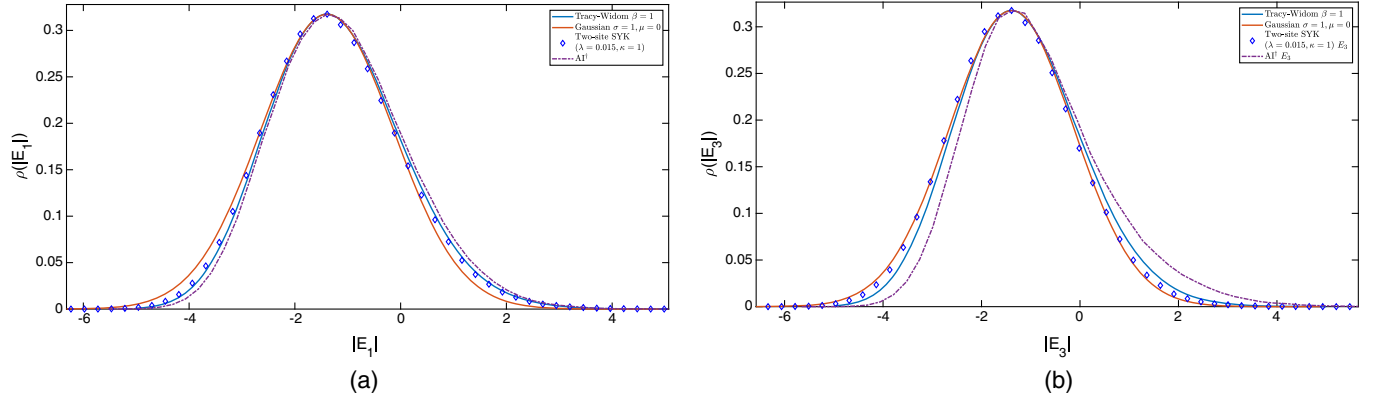 0.3
0.25
0.2
0.15
0.1
0.05
0
ρ(|E₁|)
-6
-4
-2
0
2
4
|E₁|
Tracy-Widom β = 1
Gaussian σ = 1, μ = 0
Two-site SYK
(λ = 0.015, κ = 1)
AI†
(a)
0.3
0.25
0.2
0.15
0.1
0.05
0
ρ(|E₃|)
-6
-4
-2
0
2
4
|E₃|
Tracy-Widom β = 1
Gaussian σ = 1, μ = 0
Two-site SYK
(λ = 0.015, κ = 1) E₃
AI† E₃
(b)